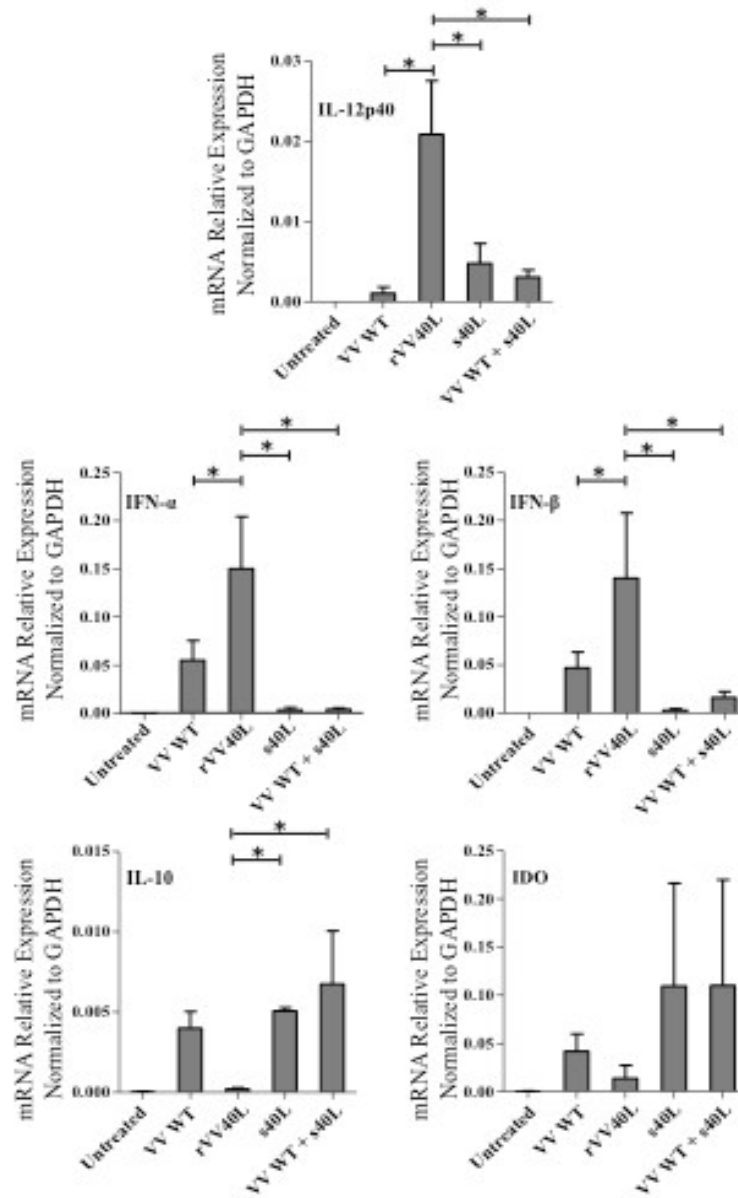 *
*
*
mRNA Relative Expression
Normalized to GAPDH
IL-12p40
0.03
0.02
0.01
0.00
Untreated
VV WT
rVV40L
s40L
VV WT + s40L
*
*
*
mRNA Relative Expression
Normalized to GAPDH
IFN-α
0.25
0.20
0.15
0.10
0.05
0.00
Untreated
VV WT
rVV40L
s40L
VV WT + s40L
*
*
*
mRNA Relative Expression
Normalized to GAPDH
IFN-β
0.25
0.20
0.15
0.10
0.05
0.00
Untreated
VV WT
rVV40L
s40L
VV WT + s40L
*
*
mRNA Relative Expression
Normalized to GAPDH
IL-10
0.015
0.010
0.005
0.000
Untreated
VV WT
rVV40L
s40L
VV WT + s40L
mRNA Relative Expression
Normalized to GAPDH
IDO
0.25
0.20
0.15
0.10
0.05
0.00
Untreated
VV WT
rVV40L
s40L
VV WT + s40L